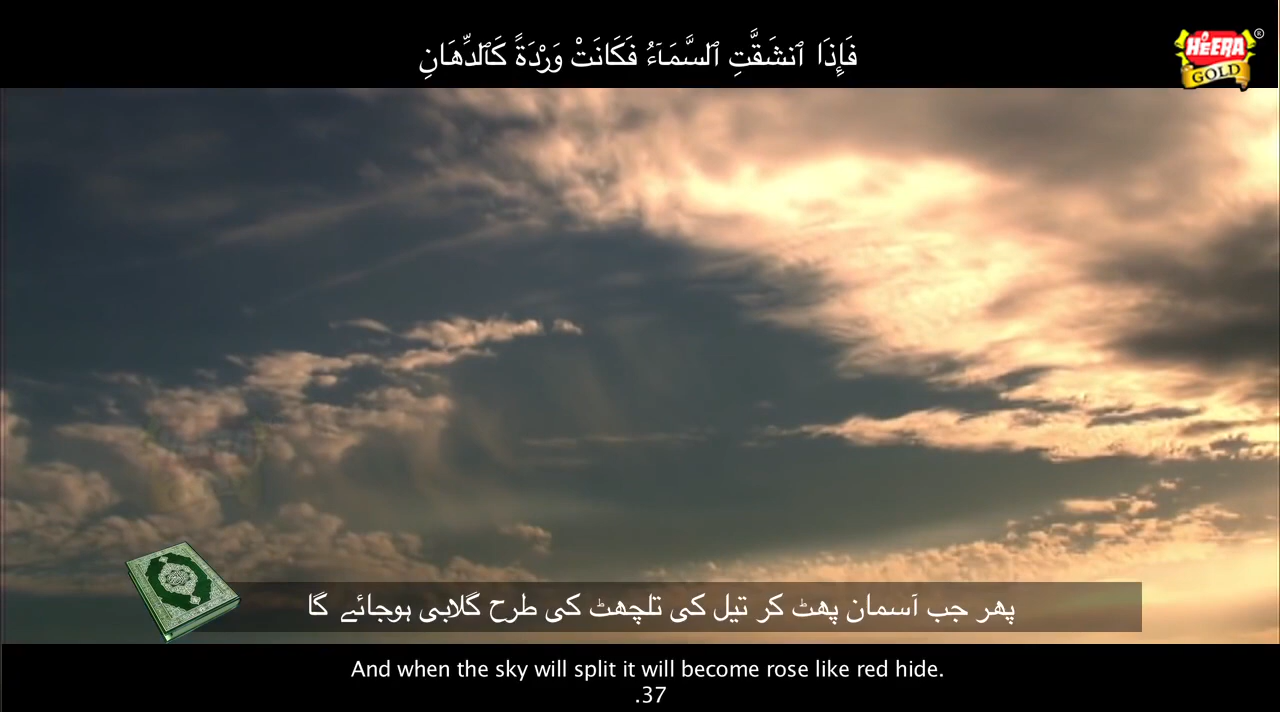 فَإِذَا ٱنشَقَّتِ ٱلسَّمَآءُ فَكَانَتْ وَرْدَةً كَٱلدِّهَانِ
HEERA ®
GOLD
پھر جب آسمان پھٹ کر تیل کی تلچھٹ کی طرح گلابی ہوجائے گا
And when the sky will split it will become rose like red hide.
.37